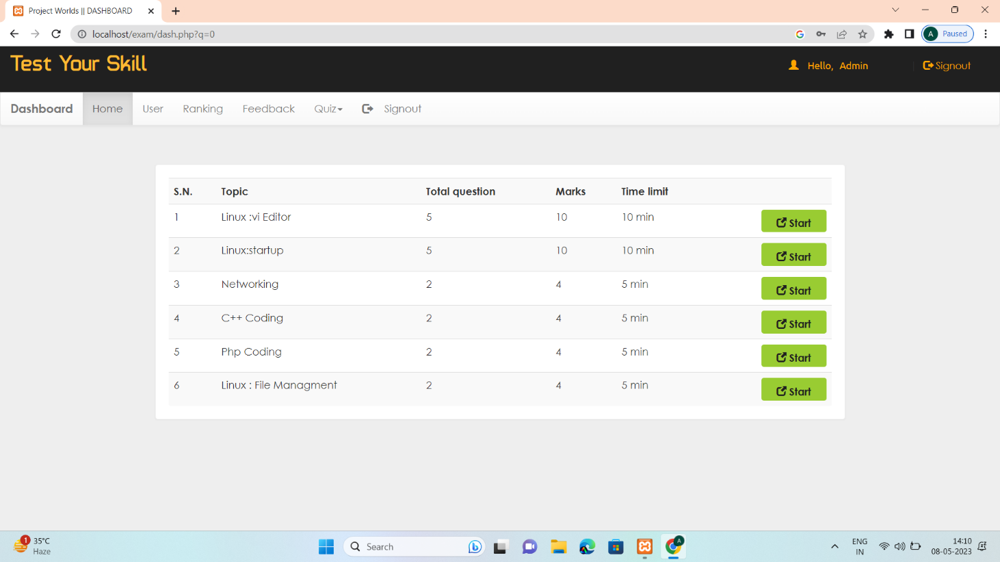 Project Worlds || DASHBOARD
localhost/exam/dash.php?q=0
A Paused
Test Your Skill
Hello, Admin
Signout
Dashboard Home User Ranking Feedback Quiz Signout
S.N. Topic Total question Marks Time limit
1 Linux :vi Editor 5 10 10 min Start
2 Linux:startup 5 10 10 min Start
3 Networking 2 4 5 min Start
4 C++ Coding 2 4 5 min Start
5 Php Coding 2 4 5 min Start
6 Linux : File Managment 2 4 5 min Start
1
35°C
Haze
Search
A
ENG
IN
14:10
08-05-2023